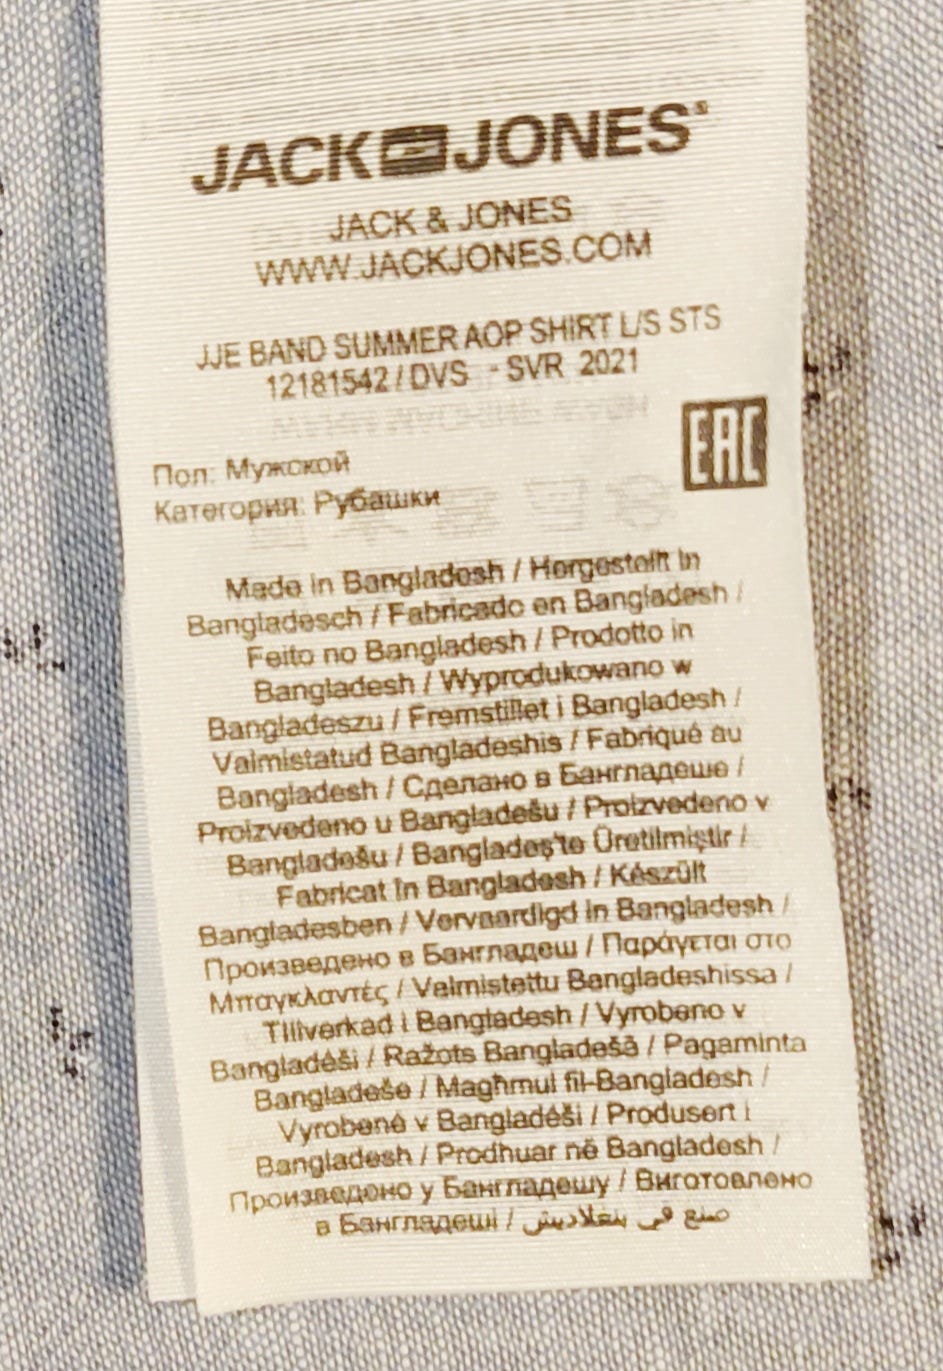 JACK JONES
JACK & JONES
WWW.JACKJONES.COM
JJE BAND SUMMER AOP SHIRT L/S STS
12181542 / DVS - SVR 2021
EAC
Пол: Мужской
Категория: Рубашки
Made in Bangladesh / Hergestellt in
Bangladesch / Fabricado en Bangladesh /
Feito no Bangladesh / Prodotto in
Bangladesh / Wyprodukowano w
Bangladeszu / Fremstillet i Bangladesh /
Valmistatud Bangladeshis / Fabriqué au
Bangladesh / Сделано в Бангладеше /
Proizvedeno u Bangladešu / Proizvedeno v
Bangladešu / Bangladeş'te Üretilmiştir /
Fabricat în Bangladesh / Készült
Bangladesben / Vervaardigd in Bangladesh /
Произведено в Бангладеш / Παράγεται στο
Μπαγκλαντές / Valmistettu Bangladeshissa /
Tillverkad i Bangladesh / Vyrobeno v
Bangladéši / Ražots Bangladešā / Pagaminta
Bangladeše / Magħmul fil-Bangladesh /
Vyrobené v Bangladéši / Produsert i
Bangladesh / Prodhuar në Bangladesh /
Произведено у Бангладешу / Виготовлено
в Бангладеші / صنع في بنغلاديش